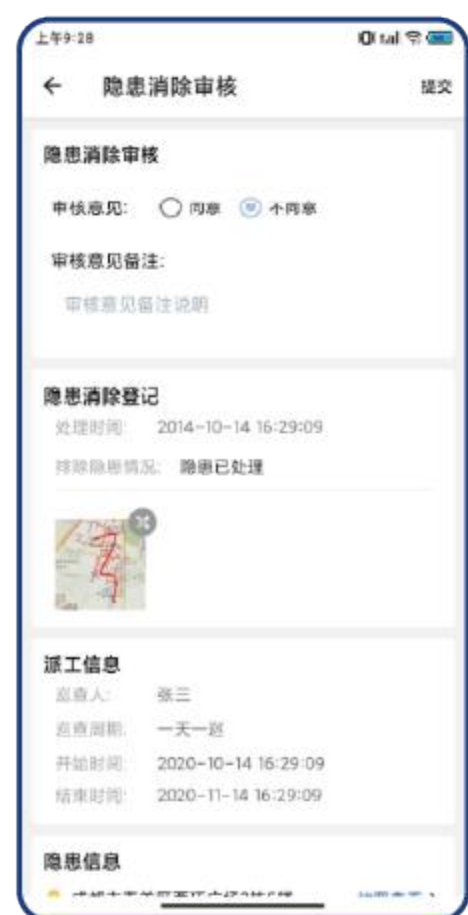 上午9:28
隐患消除审核 提交
隐患消除审核
审核意见: 同意 不同意
审核意见备注:
审核意见备注说明
隐患消除登记
处理时间: 2014-10-14 16:29:09
排除隐患情况: 隐患已处理
派工信息
巡查人: 张三
巡查周期: 一天一巡
开始时间: 2020-10-14 16:29:09
结束时间: 2020-11-14 16:29:09
隐患信息